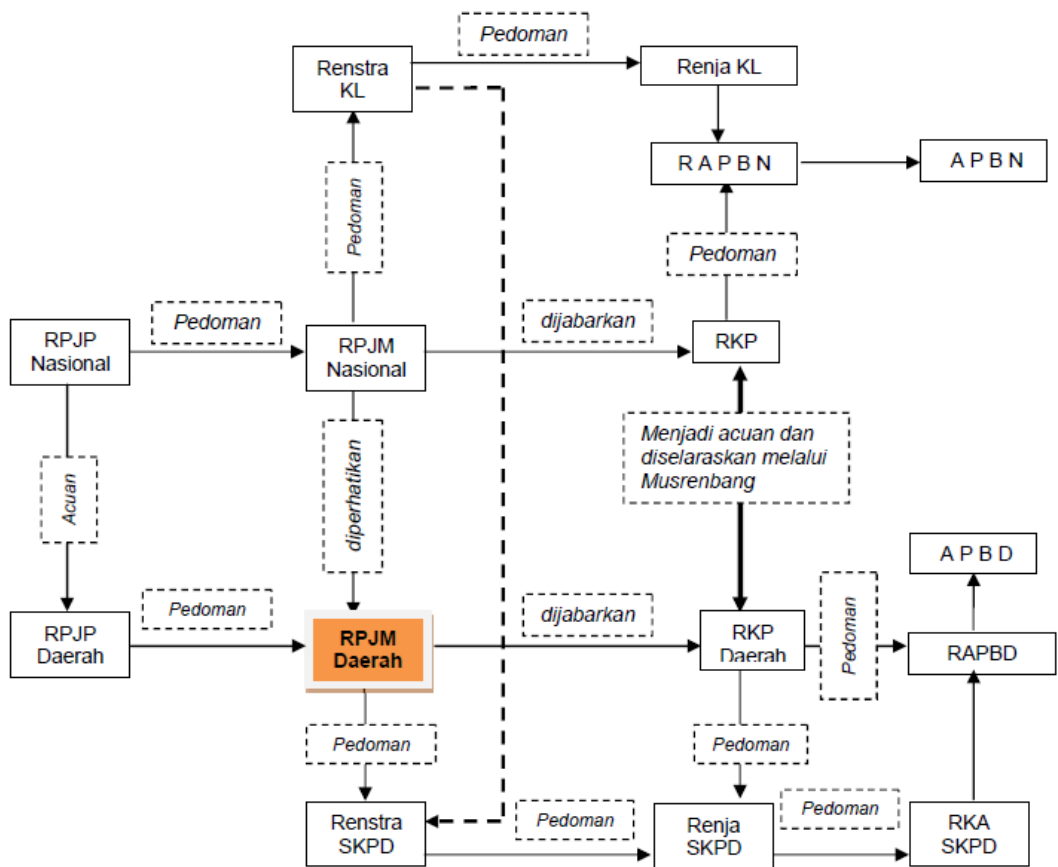 Pedoman
Renstra
KL
Renja KL
R A P B N
A P B N
Pedoman
Pedoman
RPJP
Nasional
Pedoman
RPJM
Nasional
dijabarkan
RKP
Acuan
diperhatikan
Menjadi acuan dan
diselaraskan melalui
Musrenbang
A P B D
RPJP
Daerah
Pedoman
RPJM
Daerah
dijabarkan
RKP
Daerah
Pedoman
RAPBD
Pedoman
Pedoman
Renstra
SKPD
Pedoman
Renja
SKPD
Pedoman
RKA
SKPD